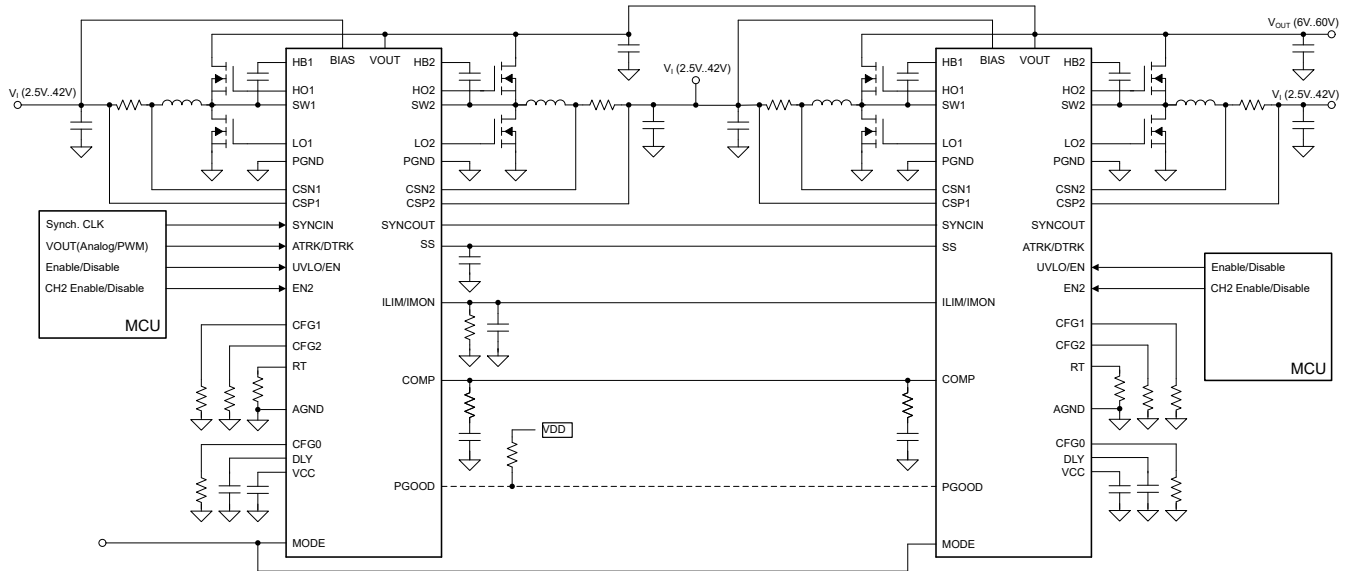 V_OUT (6V..60V)
V_I (2.5V..42V)
V_I (2.5V..42V)
V_I (2.5V..42V)
HB1
BIAS
VOUT
HB2
HO1
HO2
SW1
SW2
LO1
LO2
PGND
CSN1
CSN2
CSP1
CSP2
SYNCIN
SYNCOUT
ATRK/DTRK
SS
UVLO/EN
EN2
ILIM/IMON
CFG1
CFG2
RT
COMP
AGND
CFG0
DLY
VCC
PGOOD
MODE
Synch. CLK
VOUT(Analog/PWM)
Enable/Disable
CH2 Enable/Disable
MCU
VDD
HB1
BIAS
VOUT
HB2
HO1
HO2
SW1
SW2
LO1
LO2
PGND
PGND
CSN1
CSN2
CSP1
CSP2
SYNCIN
SYNCOUT
SS
ATRK/DTRK
UVLO/EN
EN2
ILIM/IMON
CFG1
CFG2
RT
COMP
AGND
CFG0
DLY
VCC
PGOOD
MODE
Enable/Disable
CH2 Enable/Disable
MCU